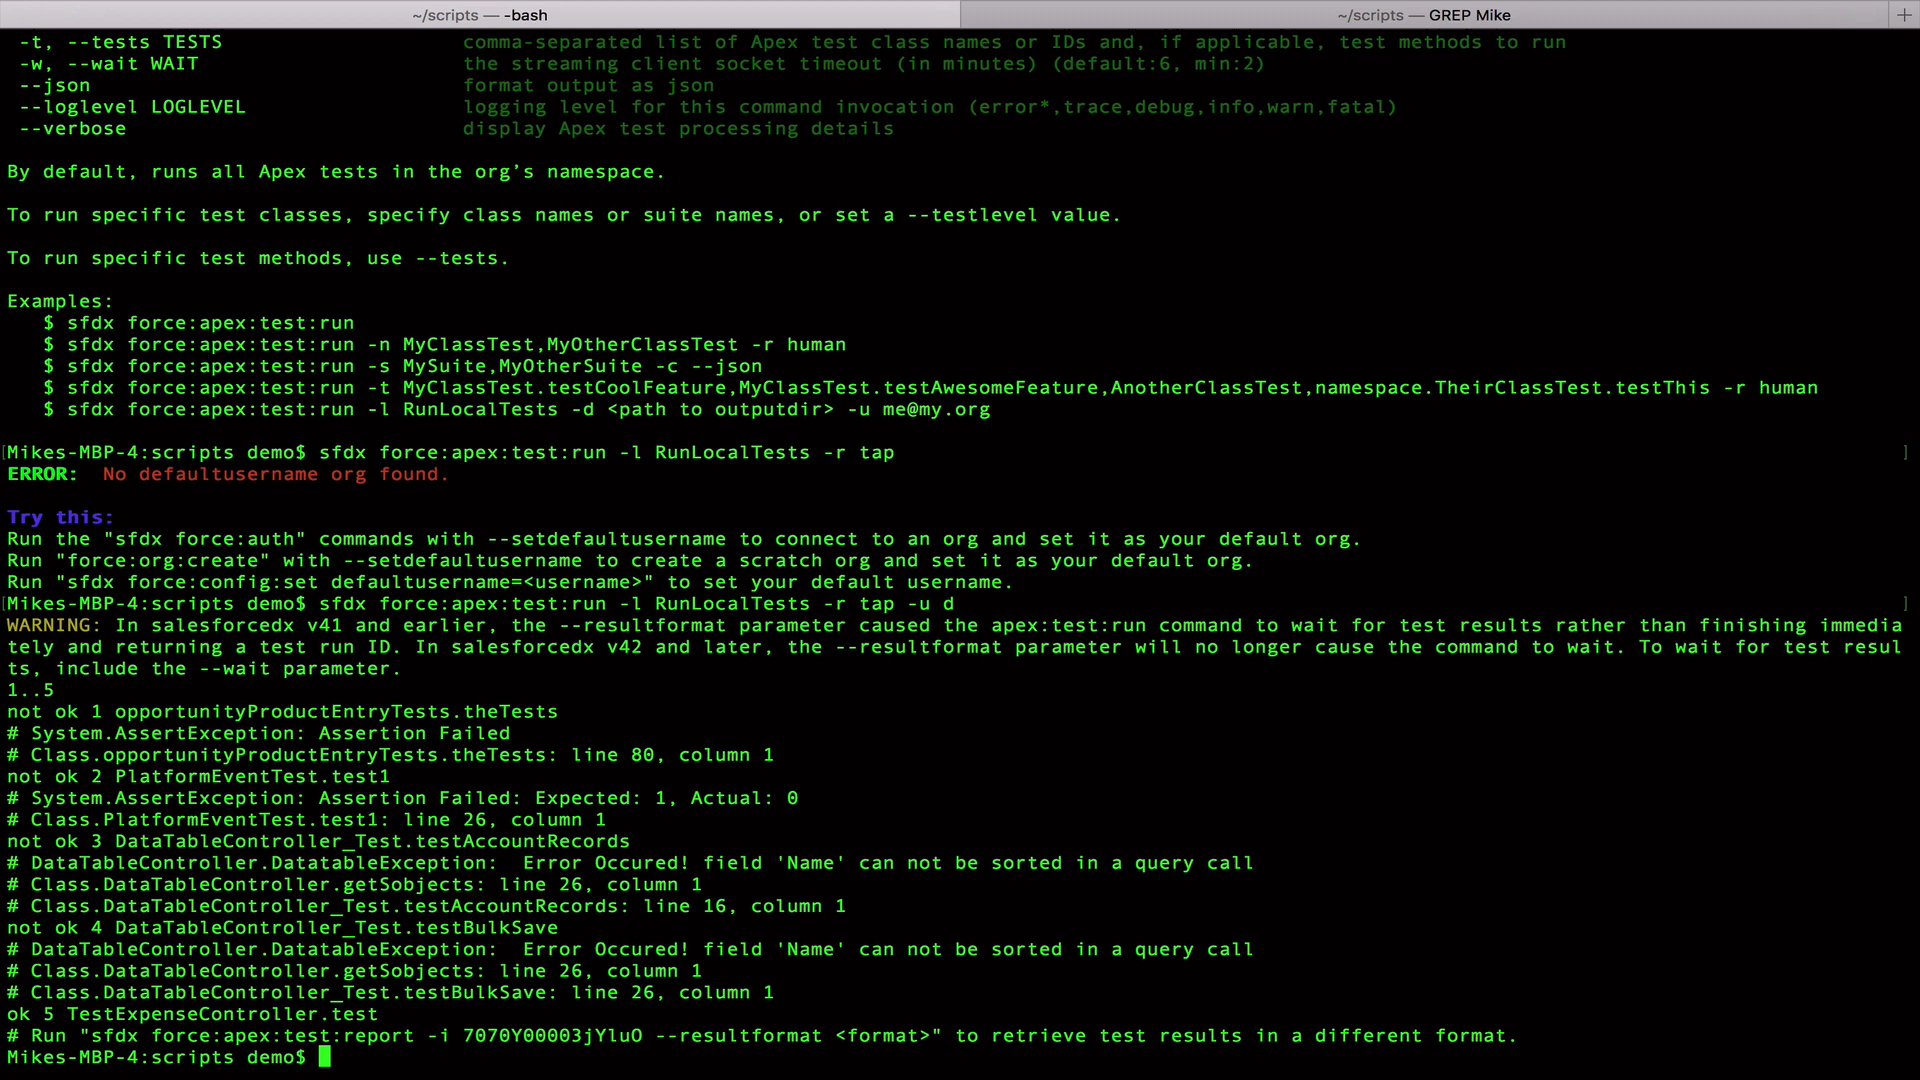 ~/scripts — -bash
~/scripts — GREP Mike
+
-t, --tests TESTS comma-separated list of Apex test class names or IDs and, if applicable, test methods to run
-w, --wait WAIT the streaming client socket timeout (in minutes) (default:6, min:2)
--json format output as json
--loglevel LOGLEVEL logging level for this command invocation (error*,trace,debug,info,warn,fatal)
--verbose display Apex test processing details
By default, runs all Apex tests in the org’s namespace.
To run specific test classes, specify class names or suite names, or set a --testlevel value.
To run specific test methods, use --tests.
Examples:
$ sfdx force:apex:test:run
$ sfdx force:apex:test:run -n MyClassTest,MyOtherClassTest -r human
$ sfdx force:apex:test:run -s MySuite,MyOtherSuite -c --json
$ sfdx force:apex:test:run -t MyClassTest.testCoolFeature,MyClassTest.testAwesomeFeature,AnotherClassTest,namespace.TheirClassTest.testThis -r human
$ sfdx force:apex:test:run -l RunLocalTests -d <path to outputdir> -u me@my.org
[Mikes-MBP-4:scripts demo$ sfdx force:apex:test:run -l RunLocalTests -r tap ]
ERROR: No defaultusername org found.
Try this:
Run the "sfdx force:auth" commands with --setdefaultusername to connect to an org and set it as your default org.
Run "force:org:create" with --setdefaultusername to create a scratch org and set it as your default org.
Run "sfdx force:config:set defaultusername=<username>" to set your default username.
[Mikes-MBP-4:scripts demo$ sfdx force:apex:test:run -l RunLocalTests -r tap -u d ]
WARNING: In salesforcedx v41 and earlier, the --resultformat parameter caused the apex:test:run command to wait for test results rather than finishing immedia
tely and returning a test run ID. In salesforcedx v42 and later, the --resultformat parameter will no longer cause the command to wait. To wait for test resul
ts, include the --wait parameter.
1..5
not ok 1 opportunityProductEntryTests.theTests
# System.AssertException: Assertion Failed
# Class.opportunityProductEntryTests.theTests: line 80, column 1
not ok 2 PlatformEventTest.test1
# System.AssertException: Assertion Failed: Expected: 1, Actual: 0
# Class.PlatformEventTest.test1: line 26, column 1
not ok 3 DataTableController_Test.testAccountRecords
# DataTableController.DatatableException:  Error Occured! field 'Name' can not be sorted in a query call
# Class.DataTableController.getSobjects: line 26, column 1
# Class.DataTableController_Test.testAccountRecords: line 16, column 1
not ok 4 DataTableController_Test.testBulkSave
# DataTableController.DatatableException:  Error Occured! field 'Name' can not be sorted in a query call
# Class.DataTableController.getSobjects: line 26, column 1
# Class.DataTableController_Test.testBulkSave: line 26, column 1
ok 5 TestExpenseController.test
# Run "sfdx force:apex:test:report -i 7070Y00003jYluO --resultformat <format>" to retrieve test results in a different format.
Mikes-MBP-4:scripts demo$